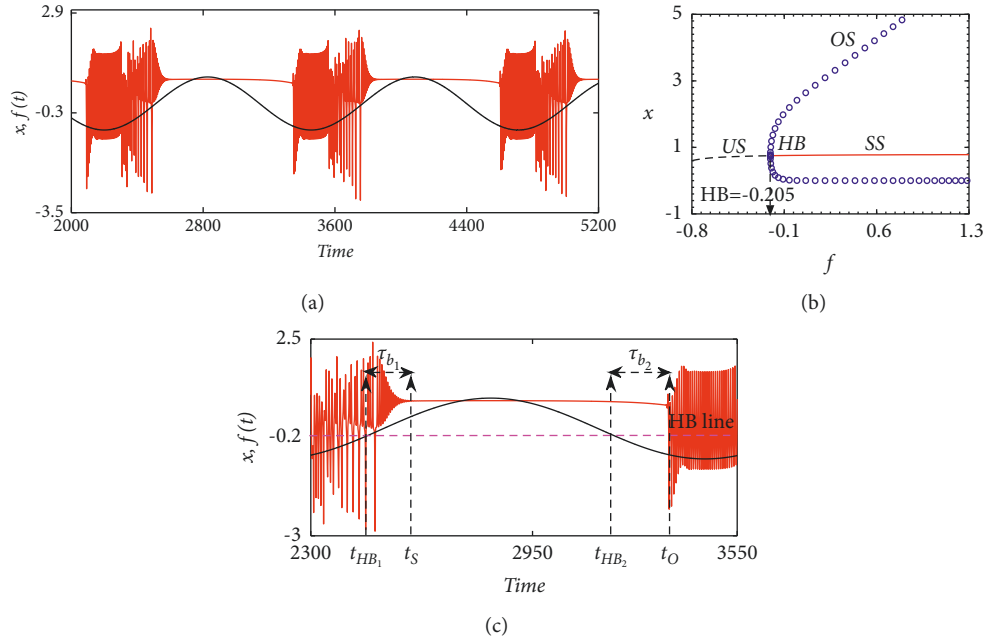 2.9
x, f (t)
-0.3
-3.5
2000 2800 3600 4400 5200
Time
(a)
5
OS
3
x
US HB SS
1
HB=-0.205
-1
-0.8 -0.1 0.6 1.3
f
(b)
2.5
τb1 τb2
HB line
x, f (t)
-0.2
-3
2300 tHB1 tS 2950 tHB2 tO 3550
Time
(c)